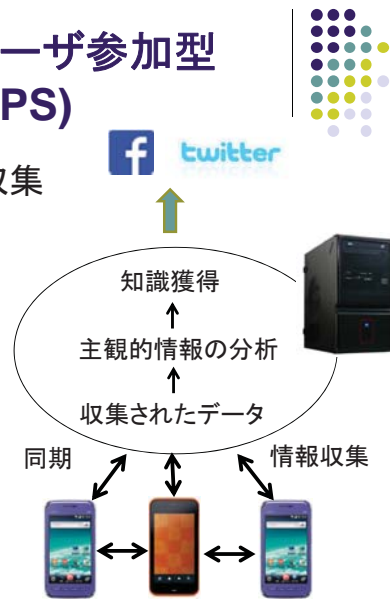 ーザ参加型
PS)
twitter
収集
知識獲得
主観的情報の分析
収集されたデータ
同期
情報収集